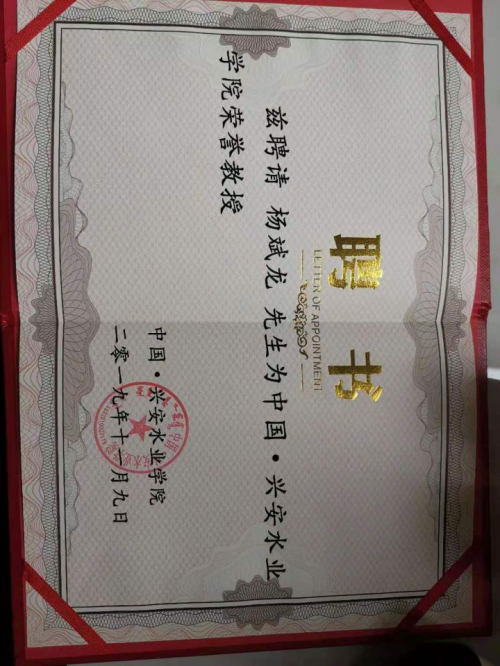 聘书
LETTER OF APPOINTMENT
兹聘请 杨斌龙 先生为中国·兴安水业
学院荣誉教授
中国·兴安水业学院
二零一九年十一月九日